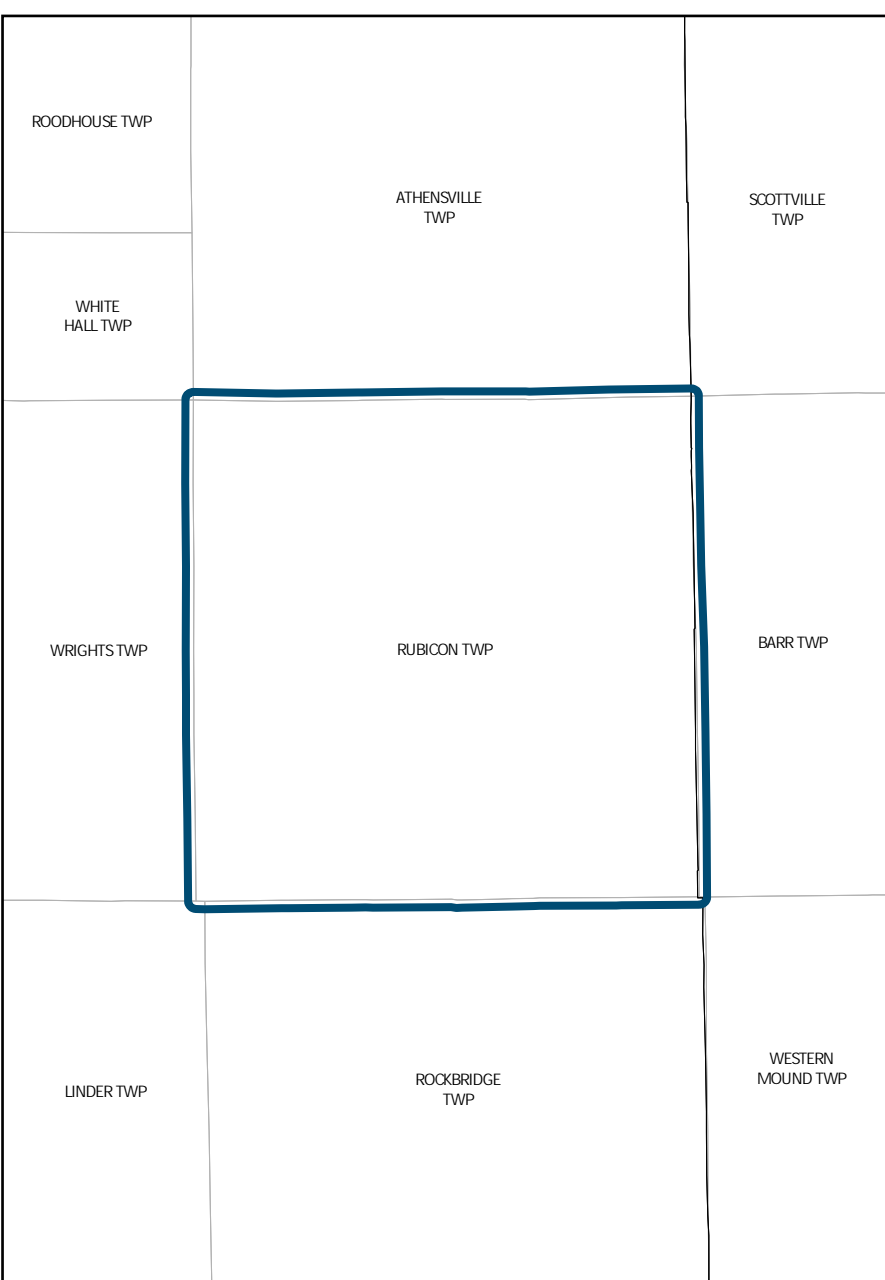 ROODHOUSE TWP
ATHENSVILLE
TWP
SCOTTVILLE
TWP
WHITE
HALL TWP
WRIGHTS TWP
RUBICON TWP
BARR TWP
LINDER TWP
ROCKBRIDGE
TWP
WESTERN
MOUND TWP